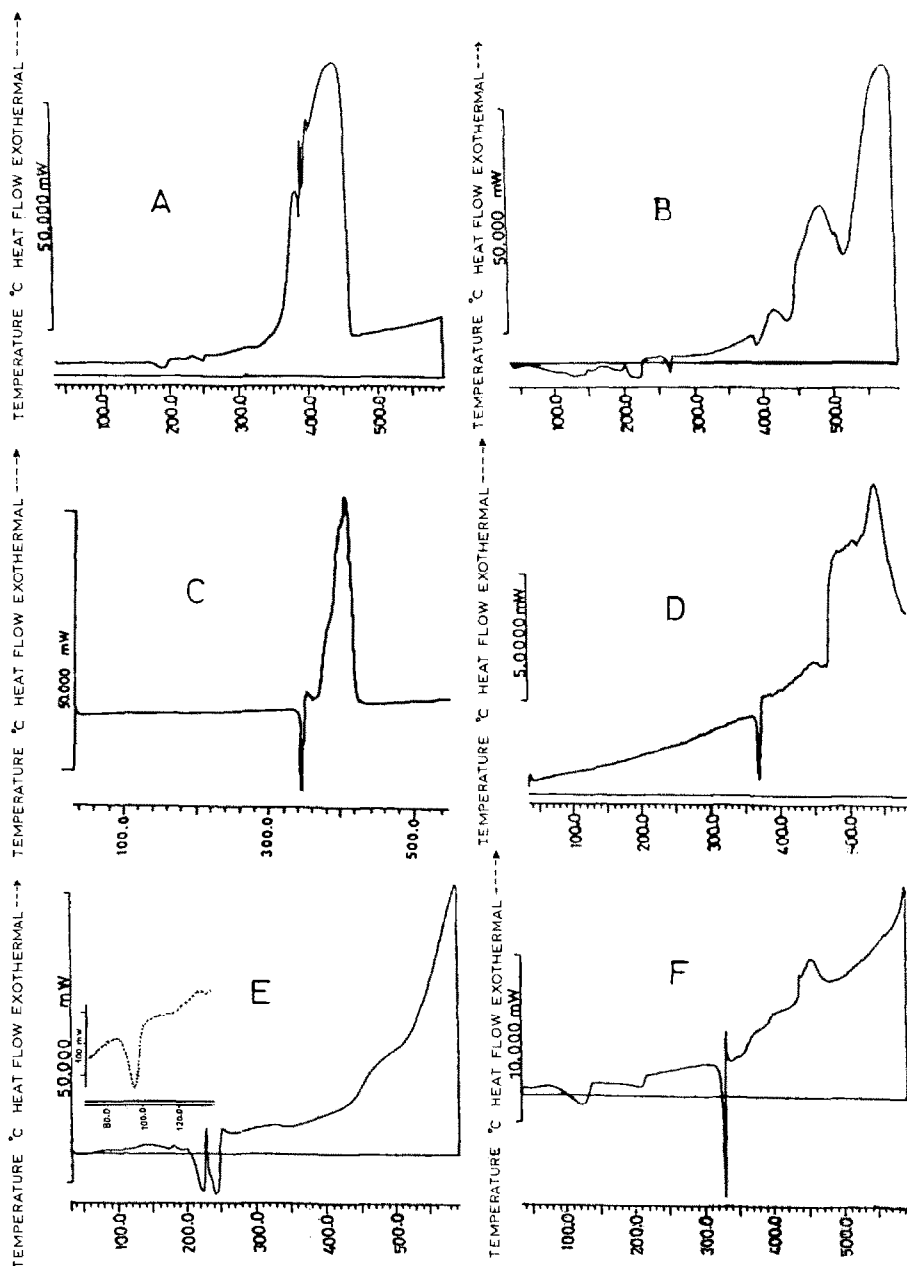 TEMPERATURE °C HEAT FLOW EXOTHERMAL ---->
50.000 mW
A
100.0 200.0 300.0 400.0 500.0
TEMPERATURE °C HEAT FLOW EXOTHERMAL ---->
50.000 mW
B
100.0 200.0 300.0 400.0 500.0
TEMPERATURE °C HEAT FLOW EXOTHERMAL ---->
50.000 mW
C
100.0 300.0 500.0
TEMPERATURE °C HEAT FLOW EXOTHERMAL ---->
5.0000 mW
D
100.0 200.0 300.0 400.0
TEMPERATURE °C HEAT FLOW EXOTHERMAL ---->
50.000 mW
100 mW
80.0 100.0 120.0
E
100.0 200.0 300.0 400.0 500.0
TEMPERATURE °C HEAT FLOW EXOTHERMAL ---->
10.000 mW
F
100.0 200.0 300.0 400.0 500.0